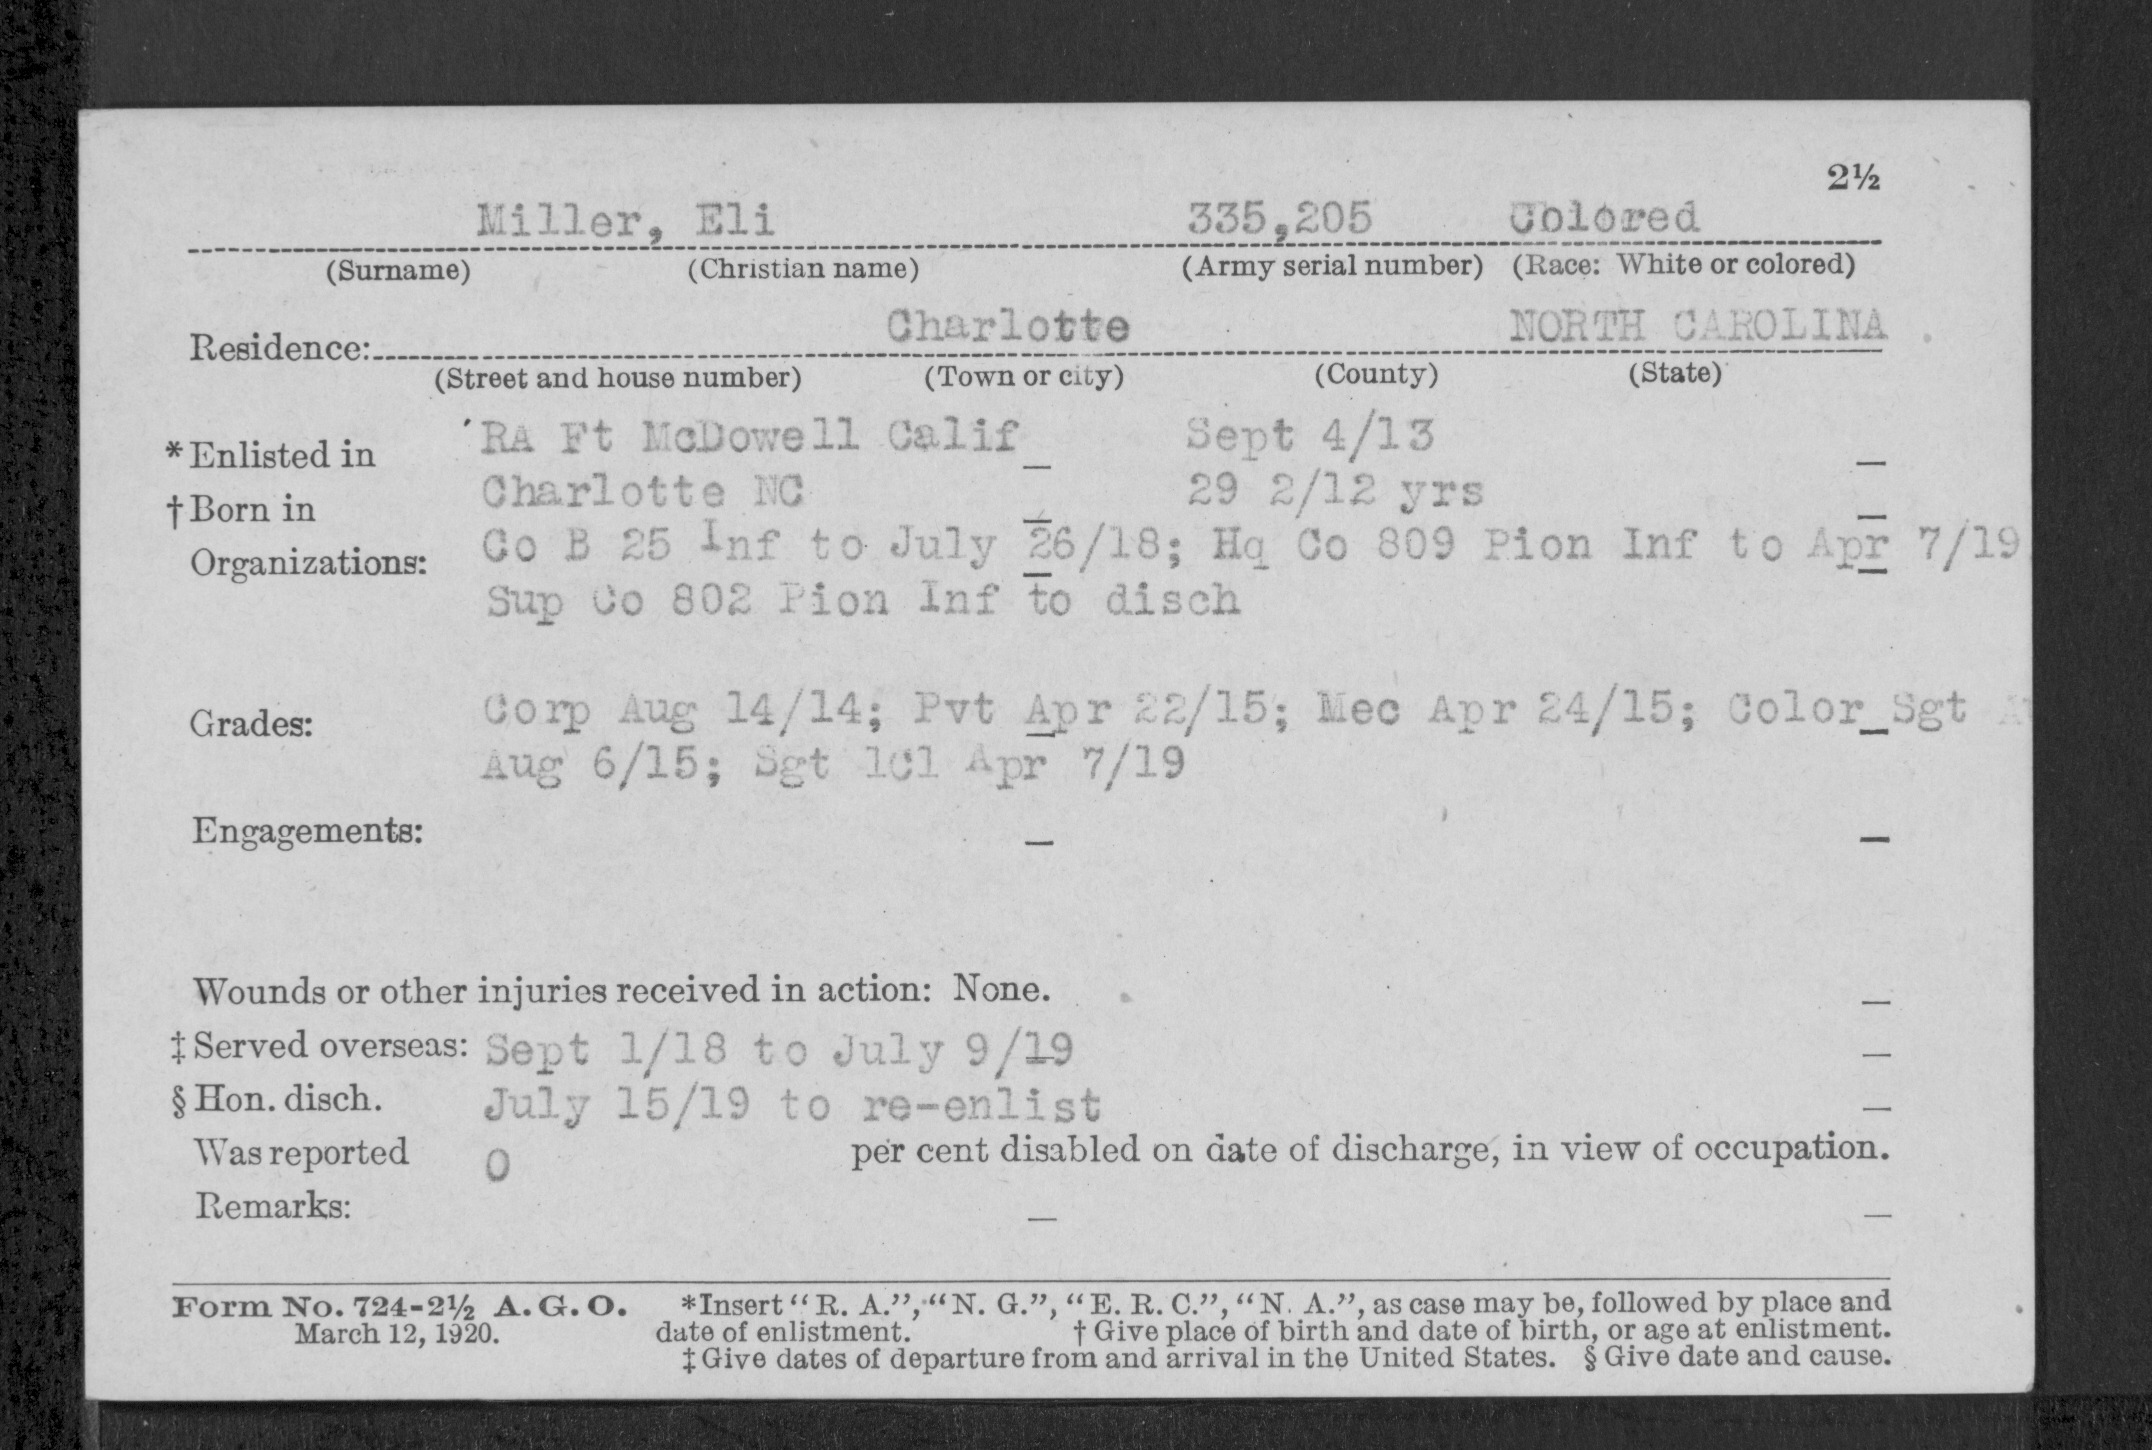 2½
Miller, Eli 335,205 Colored
(Surname) (Christian name) (Army serial number) (Race: White or colored)
Residence: Charlotte NORTH CAROLINA
(Street and house number) (Town or city) (County) (State)
*Enlisted in RA Ft McDowell Calif Sept 4/13
†Born in Charlotte NC 29 2/12 yrs
Organizations: Co B 25 Inf to July 26/18; Hq Co 809 Pion Inf to Apr 7/19
Sup Co 802 Pion Inf to disch
Grades: Corp Aug 14/14; Pvt Apr 22/15; Mec Apr 24/15; Color Sgt
Aug 6/15; Sgt 1Cl Apr 7/19
Engagements:
Wounds or other injuries received in action: None.
‡Served overseas: Sept 1/18 to July 9/19
§Hon. disch. July 15/19 to re-enlist
Was reported 0 per cent disabled on date of discharge, in view of occupation.
Remarks:
Form No. 724-2½ A.G.O. *Insert "R. A.", "N. G.", "E. R. C.", "N. A.", as case may be, followed by place and
March 12, 1920. date of enlistment. †Give place of birth and date of birth, or age at enlistment.
‡Give dates of departure from and arrival in the United States. §Give date and cause.